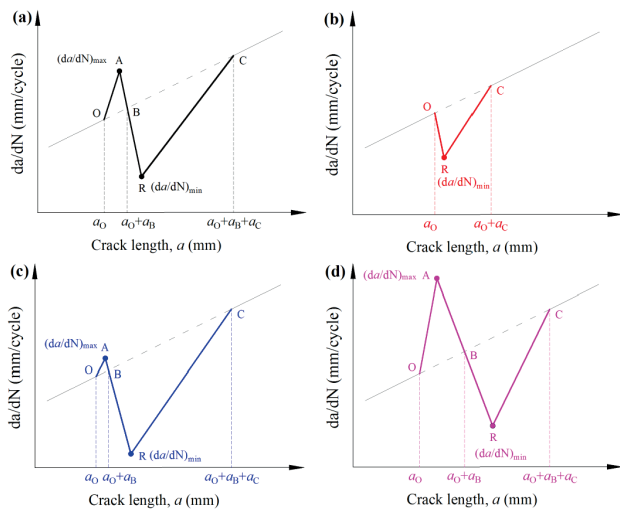 (a)
da/dN (mm/cycle)
(da/dN)max
A
O
B
C
R
(da/dN)min
aO
aO+aB
aO+aB+aC
Crack length, a (mm)
(b)
da/dN (mm/cycle)
O
C
R
(da/dN)min
aO
aO+aC
Crack length, a (mm)
(c)
da/dN (mm/cycle)
(da/dN)max
A
O
B
C
R
(da/dN)min
aO
aO+aB
aO+aB+aC
Crack length, a (mm)
(d)
da/dN (mm/cycle)
(da/dN)max
A
O
B
C
R
(da/dN)min
aO
aO+aB
aO+aB+aC
Crack length, a (mm)